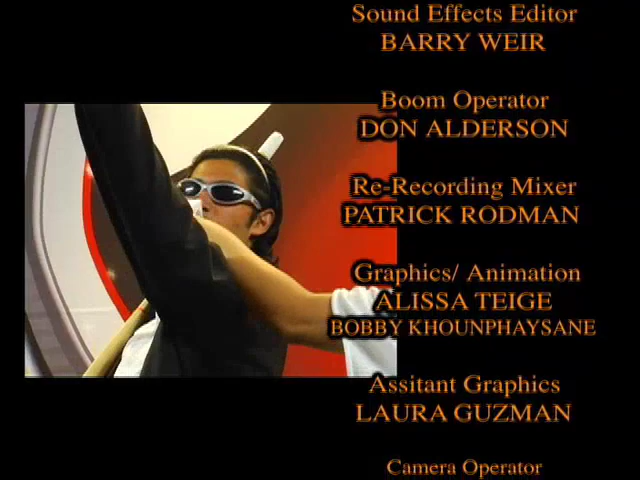 Sound Effects Editor
BARRY WEIR
Boom Operator
DON ALDERSON
Re-Recording Mixer
PATRICK RODMAN
Graphics/ Animation
ALISSA TEIGE
BOBBY KHOUNPHAYSANE
Assitant Graphics
LAURA GUZMAN
Camera Operator